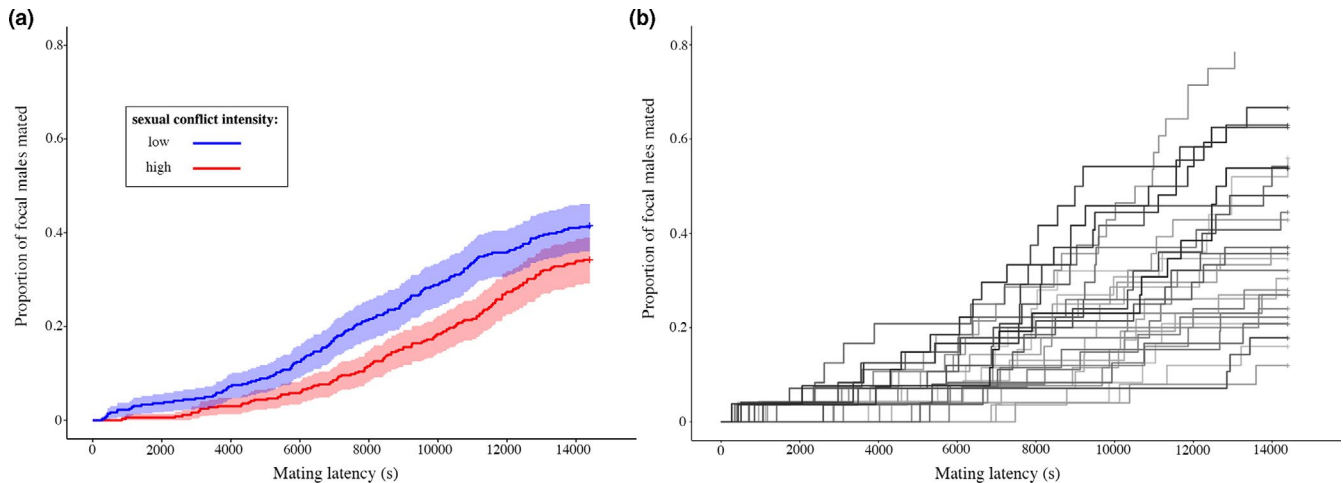 (a)
Proportion of focal males mated
0.8
0.6
0.4
0.2
0
sexual conflict intensity:
low
high
0 2000 4000 6000 8000 10000 12000 14000
Mating latency (s)
(b)
Proportion of focal males mated
0.8
0.6
0.4
0.2
0
0 2000 4000 6000 8000 10000 12000 14000
Mating latency (s)